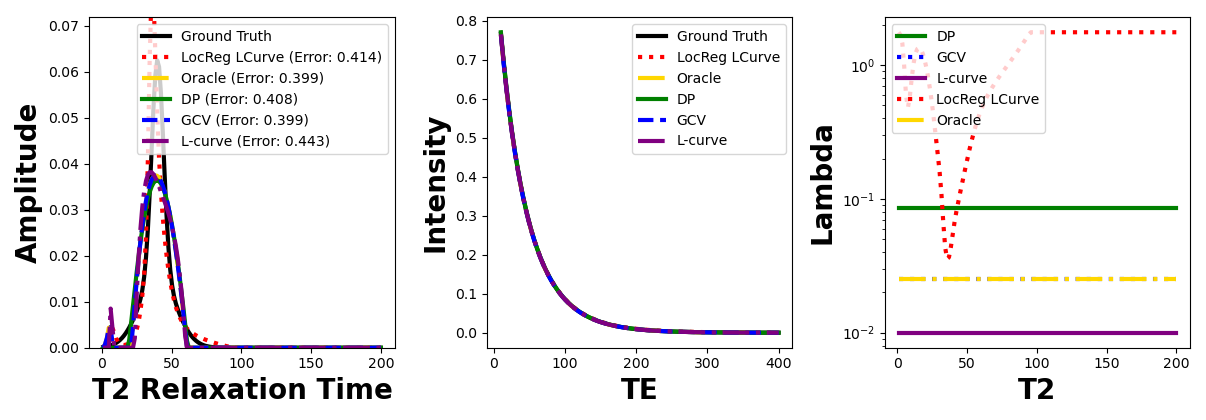 Amplitude
0.07
0.06
0.05
0.04
0.03
0.02
0.01
0.00
0
50
100
150
200
T2 Relaxation Time
Ground Truth
LocReg LCurve (Error: 0.414)
Oracle (Error: 0.399)
DP (Error: 0.408)
GCV (Error: 0.399)
L-curve (Error: 0.443)
Intensity
0.8
0.7
0.6
0.5
0.4
0.3
0.2
0.1
0.0
0
100
200
300
400
TE
Ground Truth
LocReg LCurve
Oracle
DP
GCV
L-curve
Lambda
10⁰
10⁻¹
10⁻²
0
50
100
150
200
T2
DP
GCV
L-curve
LocReg LCurve
Oracle